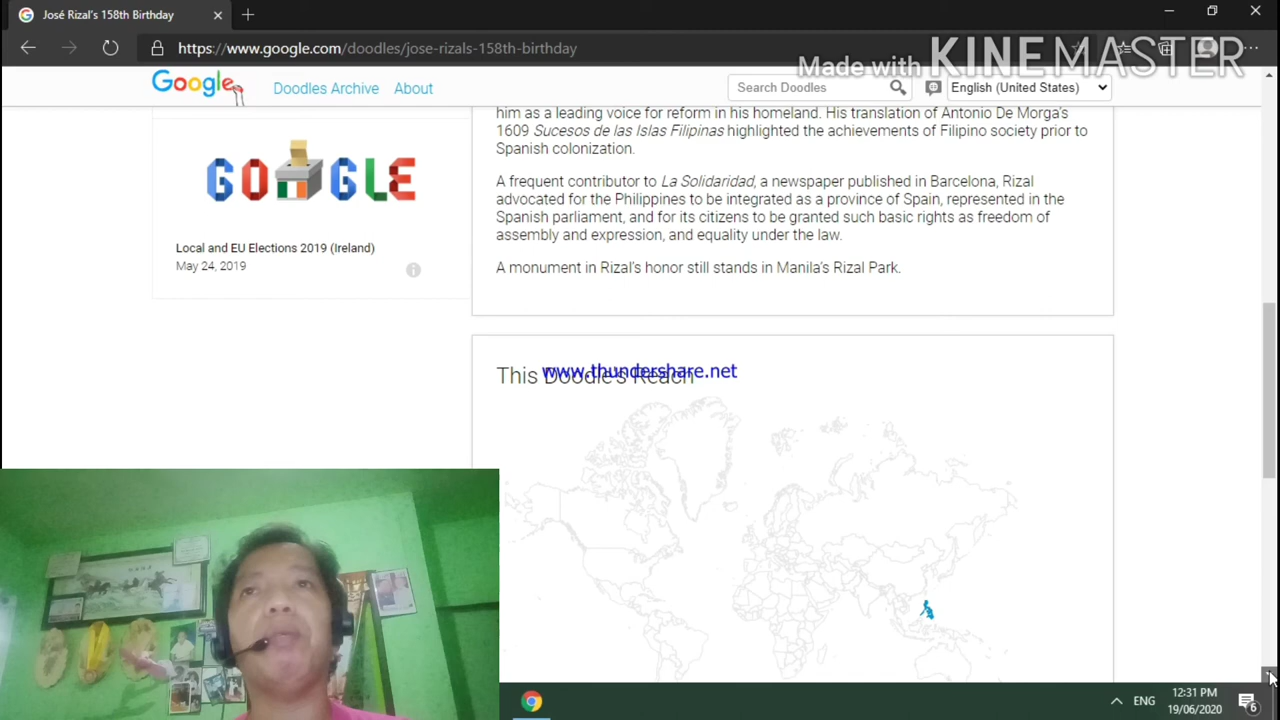 José Rizal's 158th Birthday
https://www.google.com/doodles/jose-rizals-158th-birthday
Made with KINEMASTER
Google
Doodles Archive
About
Search Doodles
English (United States)
him as a leading voice for reform in his homeland. His translation of Antonio De Morga's
1609 Sucesos de las Islas Filipinas highlighted the achievements of Filipino society prior to
Spanish colonization.
GOOGLE
A frequent contributor to La Solidaridad, a newspaper published in Barcelona, Rizal
advocated for the Philippines to be integrated as a province of Spain, represented in the
Spanish parliament, and for its citizens to be granted such basic rights as freedom of
assembly and expression, and equality under the law.
Local and EU Elections 2019 (Ireland)
May 24, 2019
A monument in Rizal's honor still stands in Manila's Rizal Park.
www.thundershare.net
This Doodle's Reach
ENG
12:31 PM
19/06/2020
6